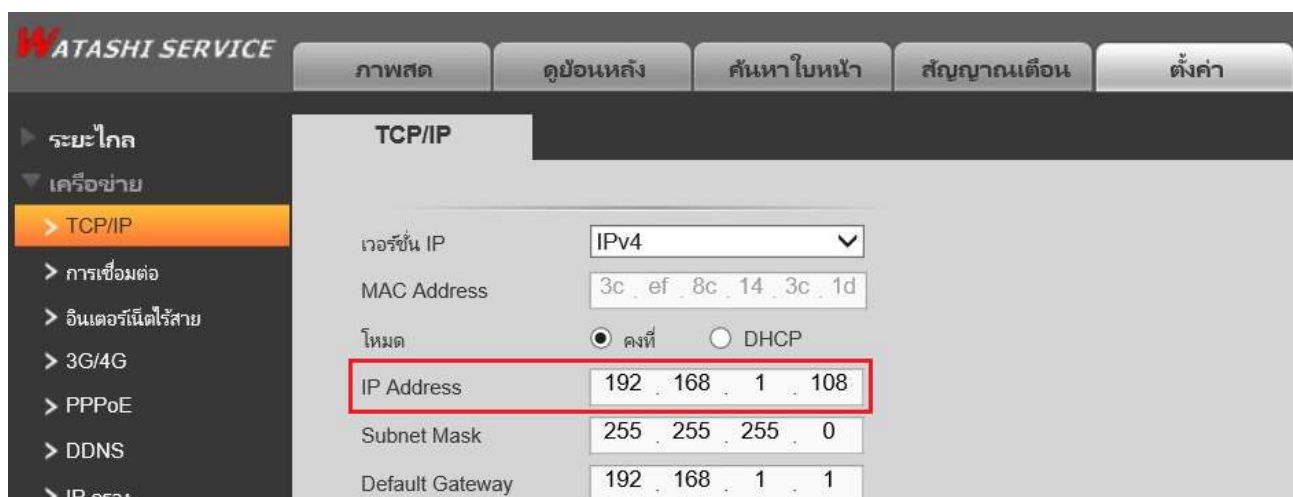 WATASHI SERVICE
ภาพสด
ดูย้อนหลัง
ค้นหาใบหน้า
สัญญาณเตือน
ตั้งค่า
ระยะไกล
เครือข่าย
TCP/IP
การเชื่อมต่อ
อินเตอร์เน็ตไร้สาย
3G/4G
PPPoE
DDNS
TCP/IP
เวอร์ชั่น IP IPv4
MAC Address 3c . ef . 8c . 14 . 3c . 1d
โหมด คงที่ DHCP
IP Address 192 . 168 . 1 . 108
Subnet Mask 255 . 255 . 255 . 0
Default Gateway 192 . 168 . 1 . 1